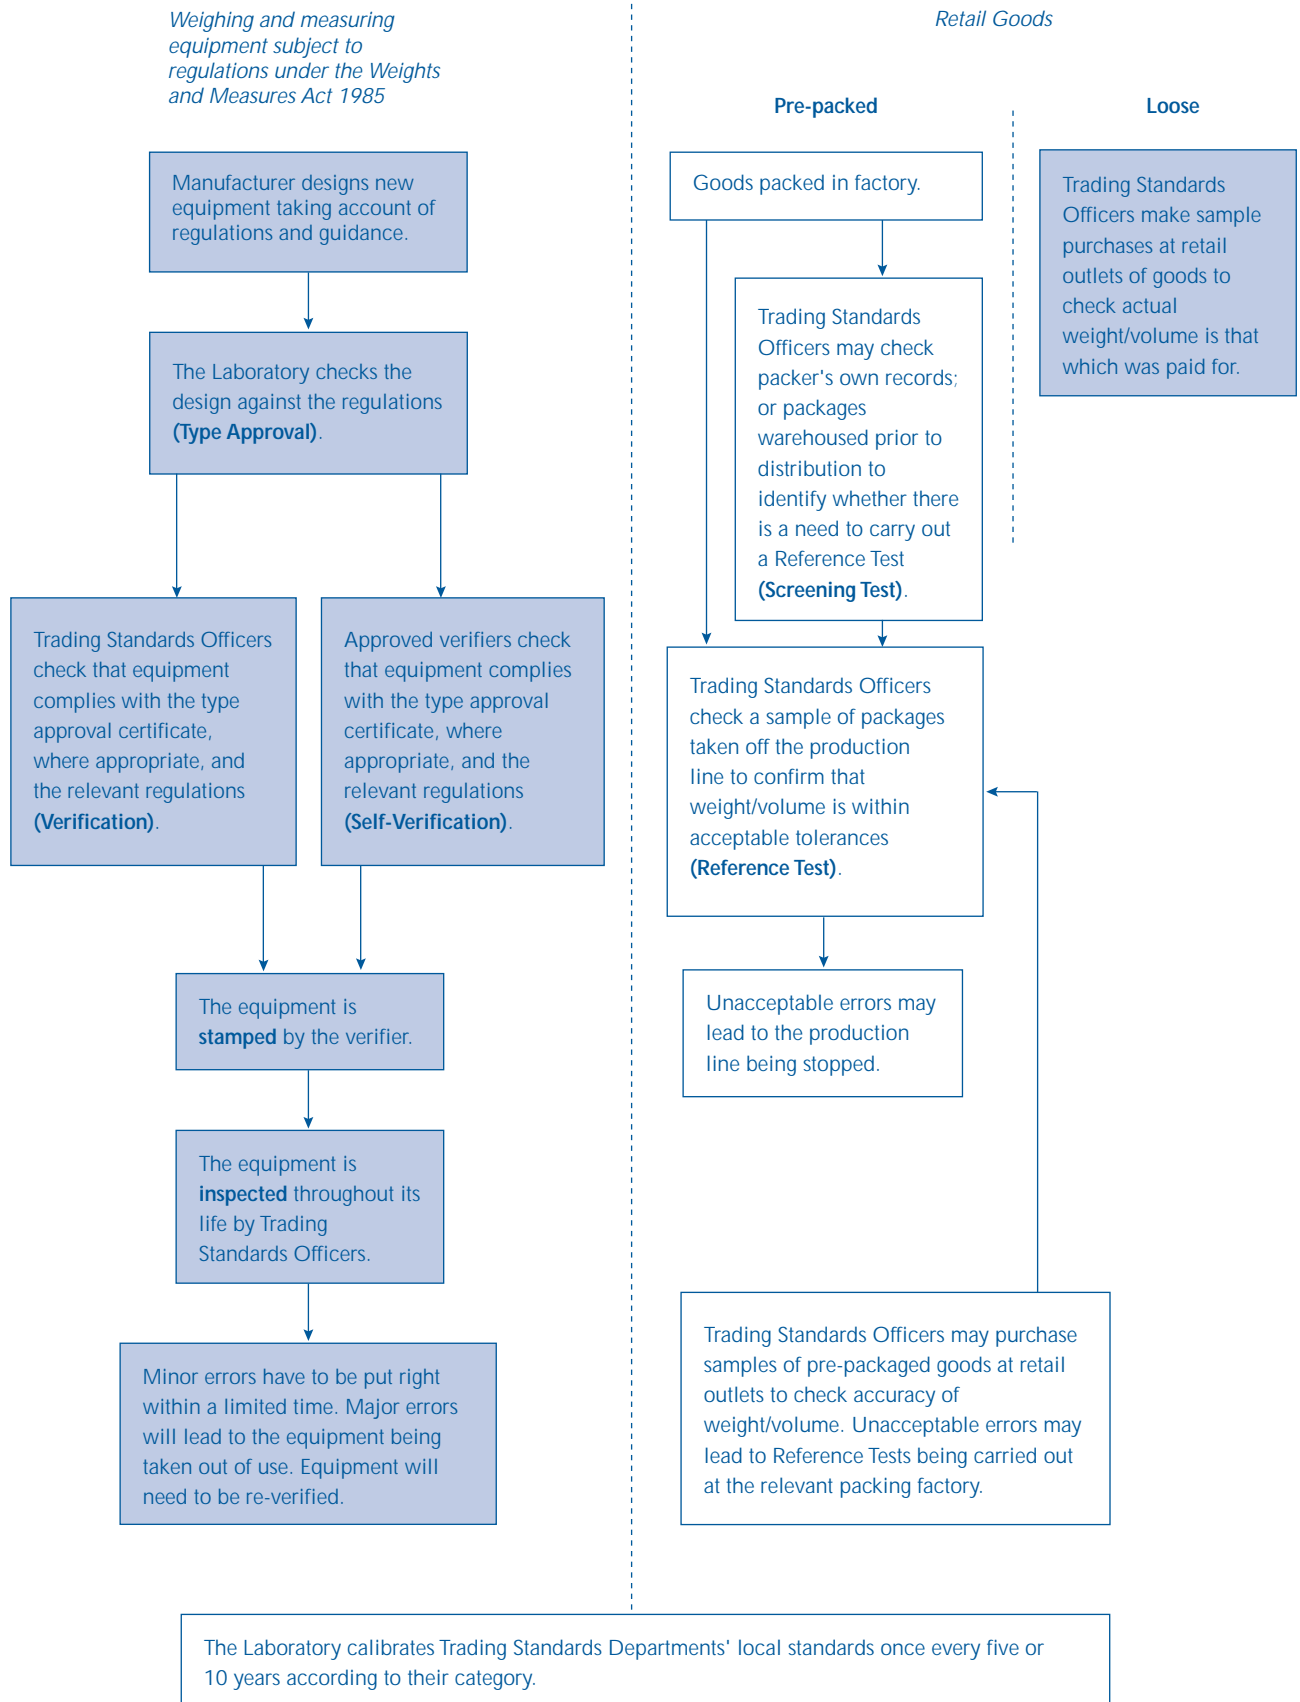 Weighing and measuring
equipment subject to
regulations under the Weights
and Measures Act 1985
Manufacturer designs new
equipment taking account of
regulations and guidance.
The Laboratory checks the
design against the regulations
(Type Approval).
Trading Standards Officers
check that equipment
complies with the type
approval certificate,
where appropriate, and
the relevant regulations
(Verification).
Approved verifiers check
that equipment complies
with the type approval
certificate, where
appropriate, and the
relevant regulations
(Self-Verification).
The equipment is
stamped by the verifier.
The equipment is
inspected throughout its
life by Trading
Standards Officers.
Minor errors have to be put right
within a limited time. Major errors
will lead to the equipment being
taken out of use. Equipment will
need to be re-verified.
Retail Goods
Pre-packed
Goods packed in factory.
Trading Standards
Officers may check
packer's own records;
or packages
warehoused prior to
distribution to
identify whether there
is a need to carry out
a Reference Test
(Screening Test).
Trading Standards Officers
check a sample of packages
taken off the production
line to confirm that
weight/volume is within
acceptable tolerances
(Reference Test).
Unacceptable errors may
lead to the production
line being stopped.
Trading Standards Officers may purchase
samples of pre-packaged goods at retail
outlets to check accuracy of
weight/volume. Unacceptable errors may
lead to Reference Tests being carried out
at the relevant packing factory.
Loose
Trading Standards
Officers make sample
purchases at retail
outlets of goods to
check actual
weight/volume is that
which was paid for.
The Laboratory calibrates Trading Standards Departments' local standards once every five or
10 years according to their category.